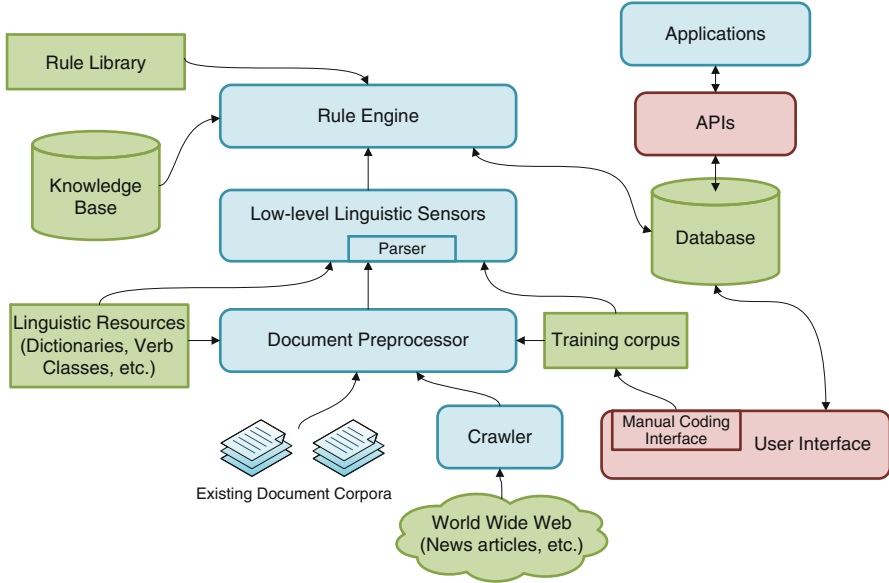 Rule Library
Applications
Rule Engine
APIs
Knowledge
Base
Low-level Linguistic Sensors
Parser
Database
Linguistic Resources
(Dictionaries, Verb
Classes, etc.)
Document Preprocessor
Training corpus
Manual Coding
Interface
User Interface
Crawler
Existing Document Corpora
World Wide Web
(News articles, etc.)